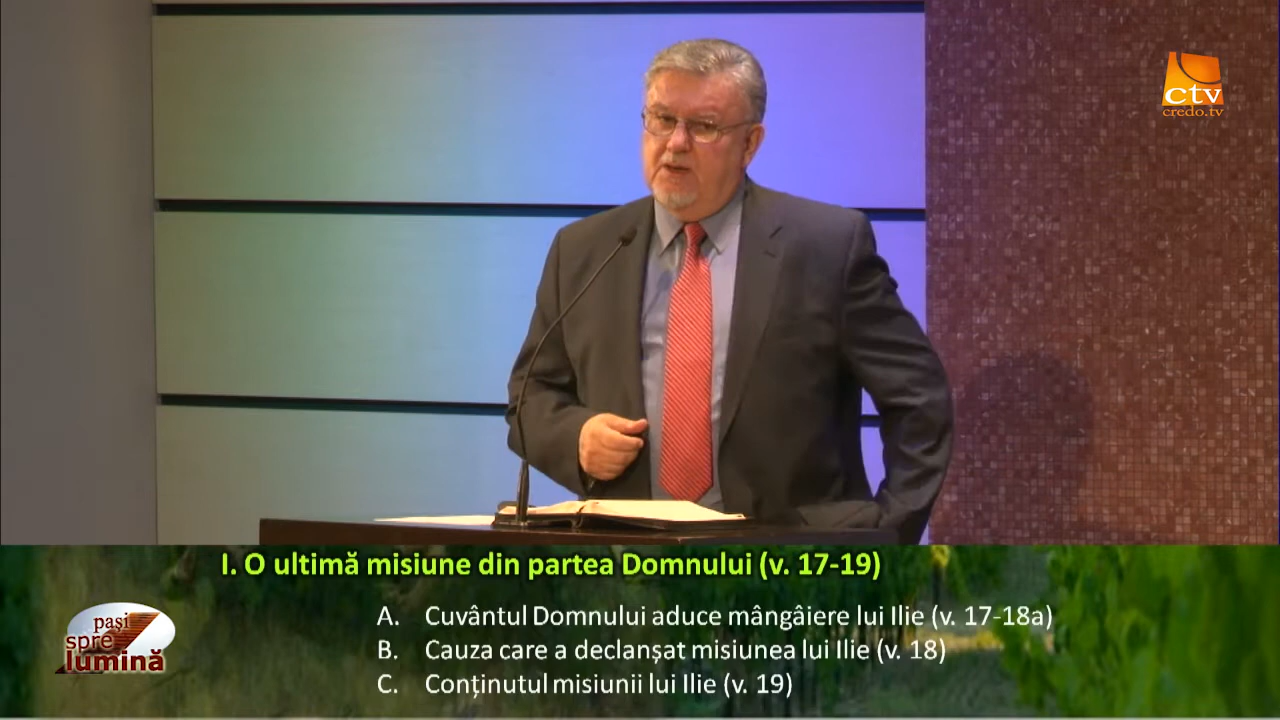 ctv
credo.tv
I. O ultimă misiune din partea Domnului (v. 17-19)
A. Cuvântul Domnului aduce mângâiere lui Ilie (v. 17-18a)
B. Cauza care a declanșat misiunea lui Ilie (v. 18)
C. Conținutul misiunii lui Ilie (v. 19)
pași
spre
lumină